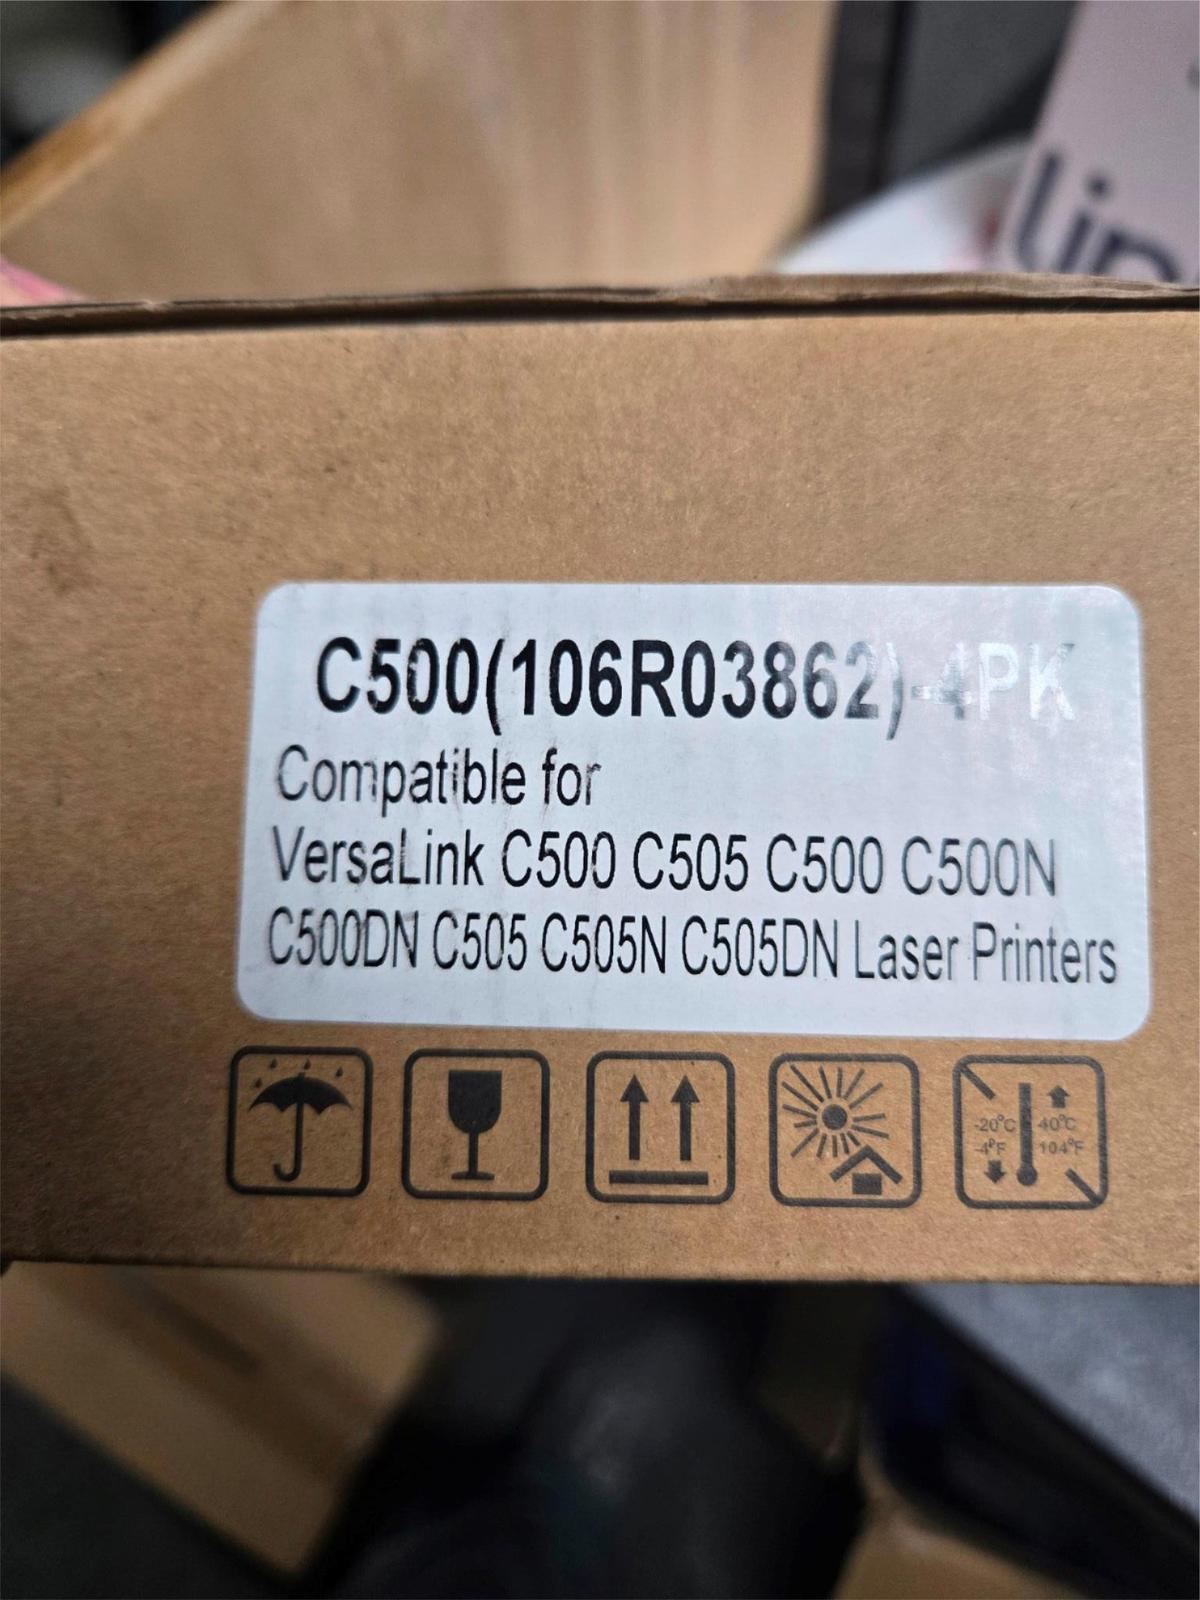 C500(106R03862)-4PK
Compatible for
VersaLink C500 C505 C500 C500N
C500DN C505 C505N C505DN Laser Printers
-20°C 40°C
-4°F 104°F